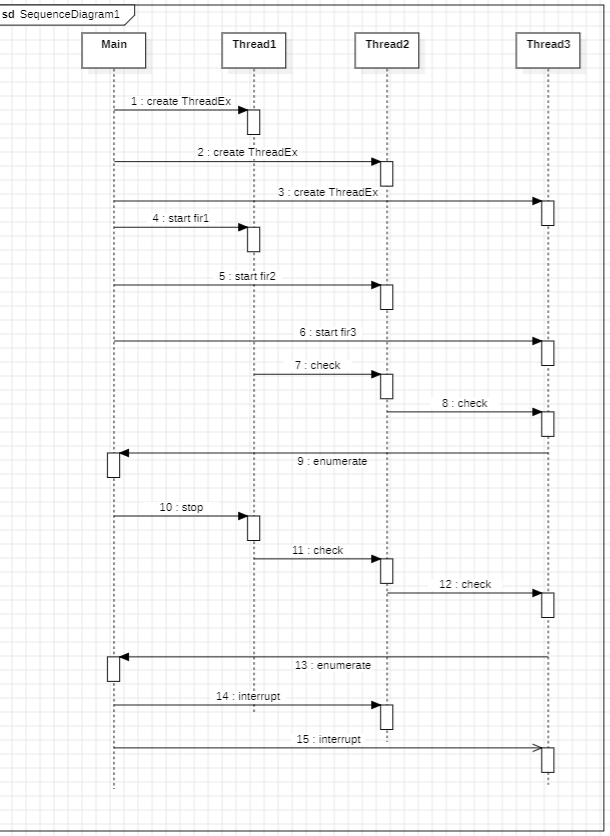 sd SequenceDiagram1
Main
Thread1
Thread2
Thread3
1 : create ThreadEx
2 : create ThreadEx
3 : create ThreadEx
4 : start fir1
5 : start fir2
6 : start fir3
7 : check
8 : check
9 : enumerate
10 : stop
11 : check
12 : check
13 : enumerate
14 : interrupt
15 : interrupt